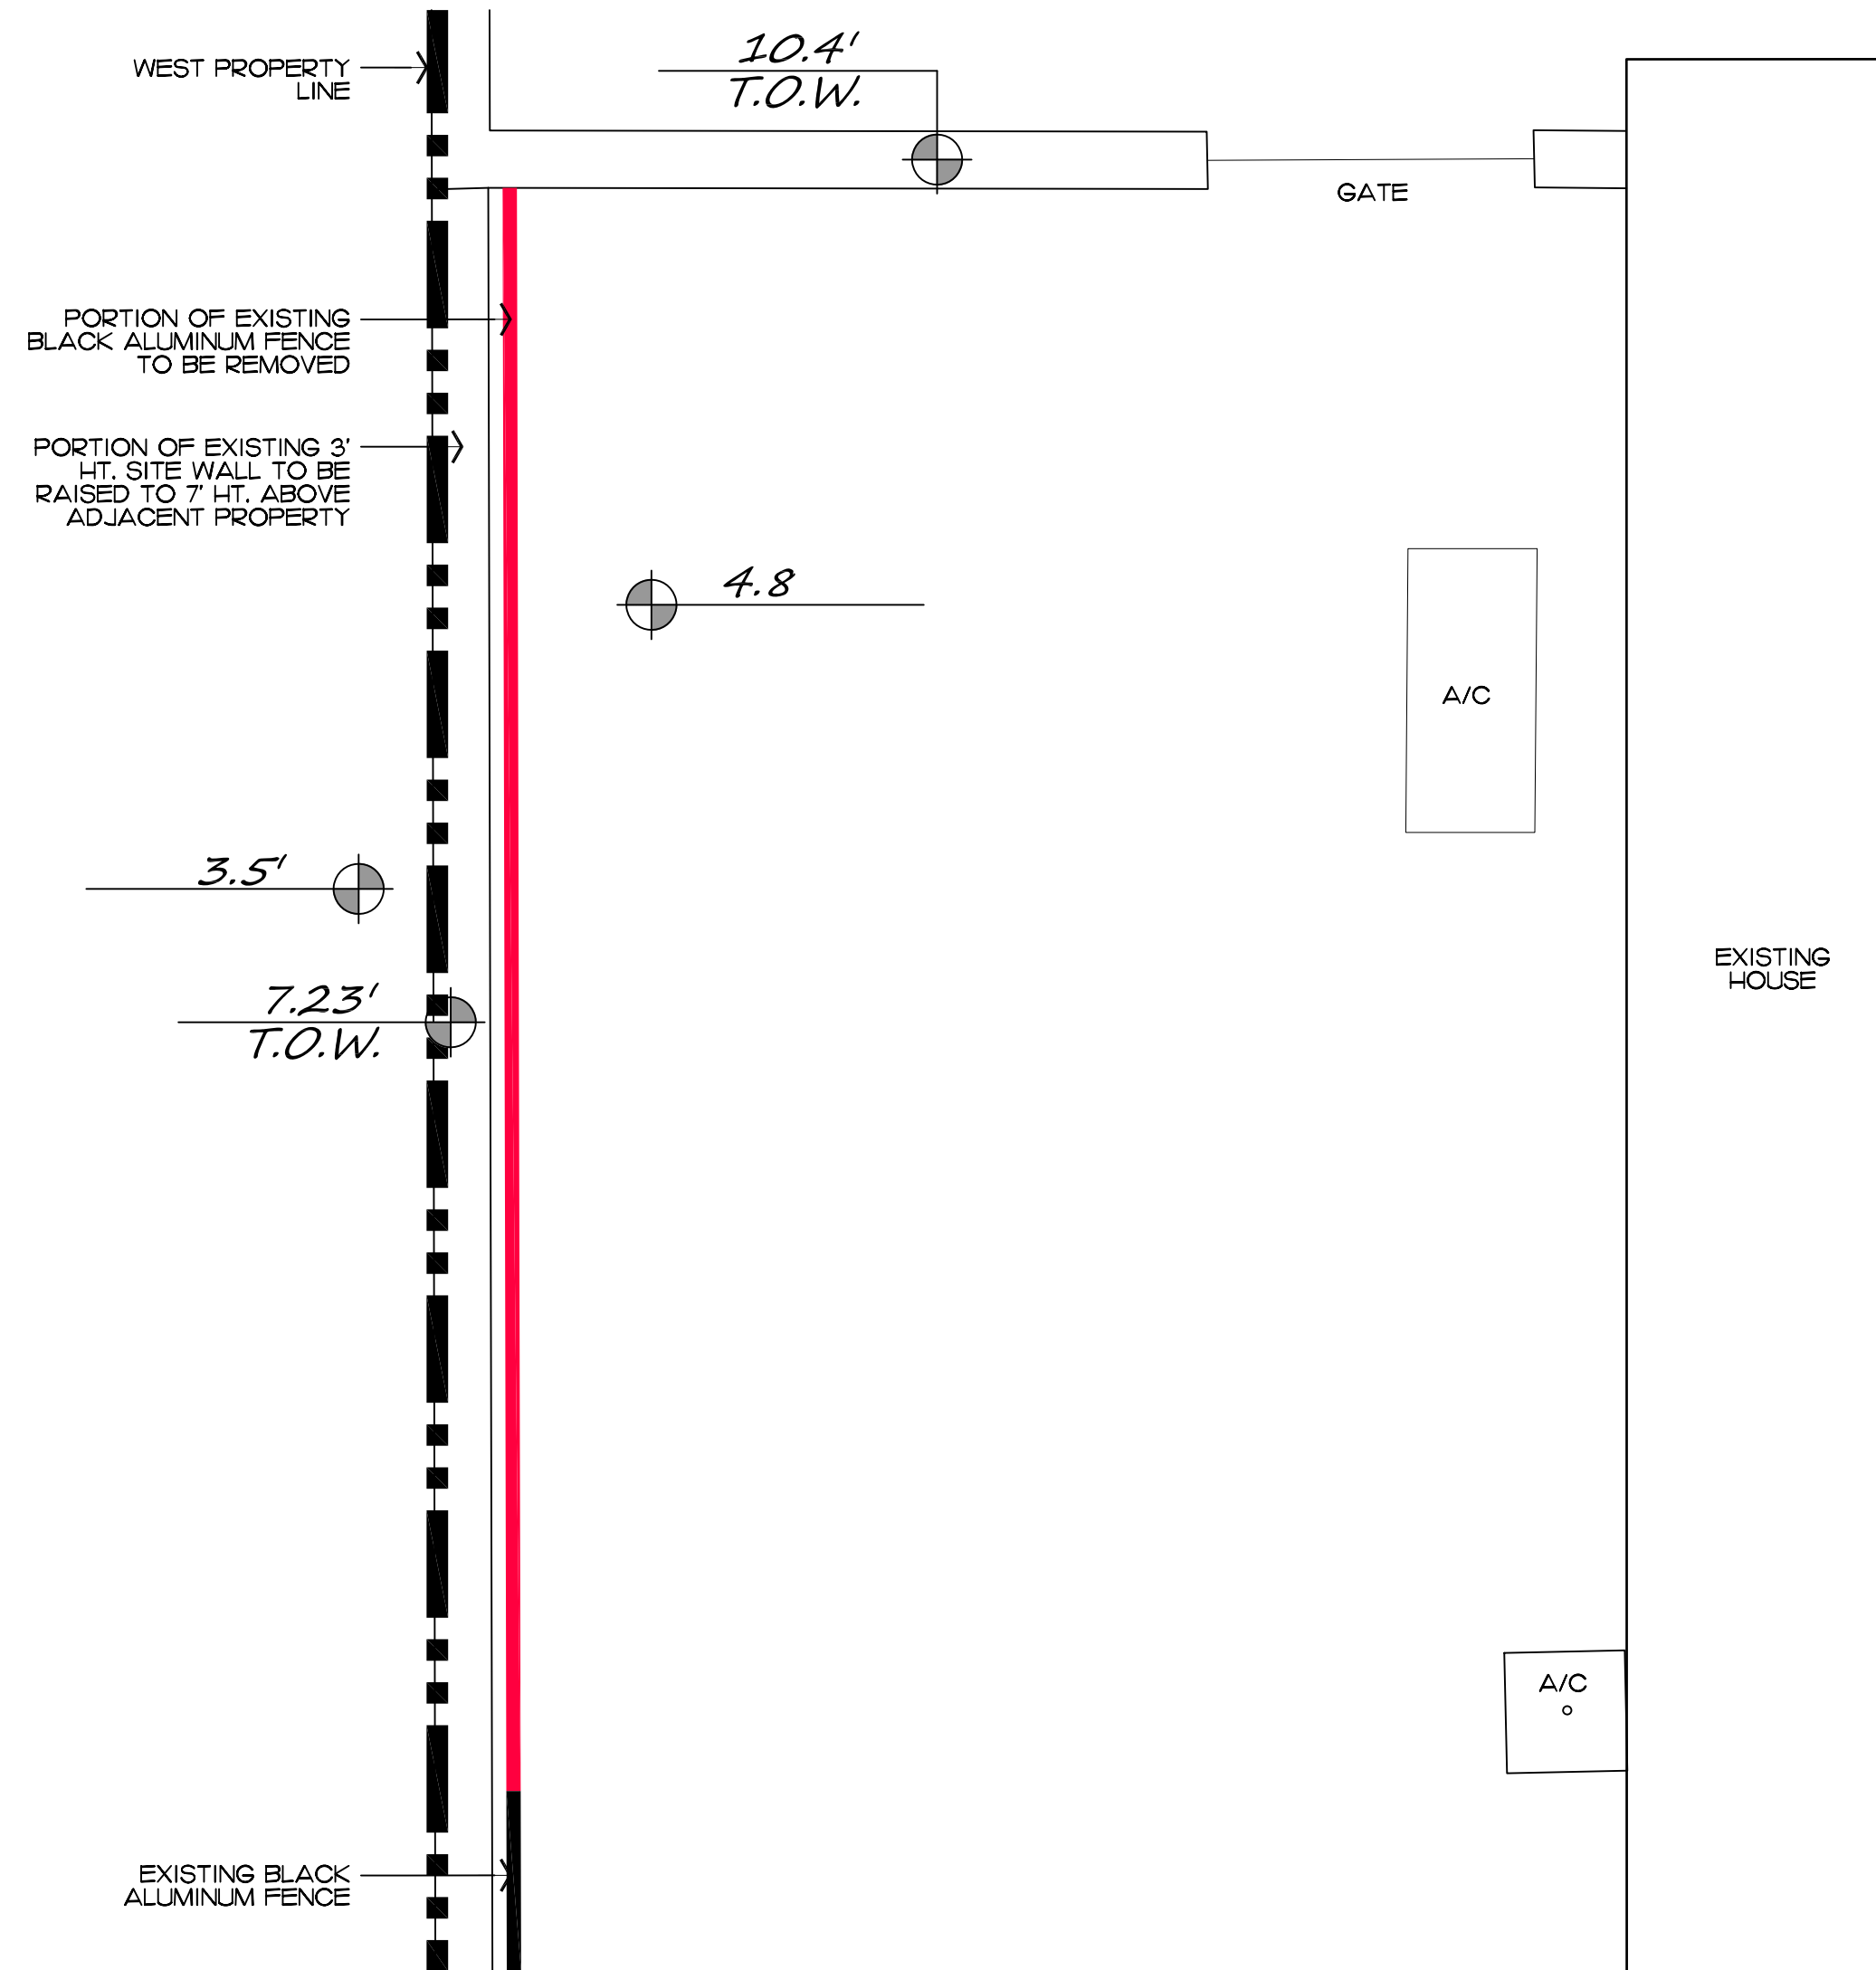 10.4'
T.O.W.
WEST PROPERTY
LINE
GATE
PORTION OF EXISTING
BLACK ALUMINUM FENCE
TO BE REMOVED
PORTION OF EXISTING 3'
HT. SITE WALL TO BE
RAISED TO 7' HT. ABOVE
ADJACENT PROPERTY
4.8
A/C
3.5'
EXISTING
HOUSE
7.23'
T.O.W.
A/C
EXISTING BLACK
ALUMINUM FENCE